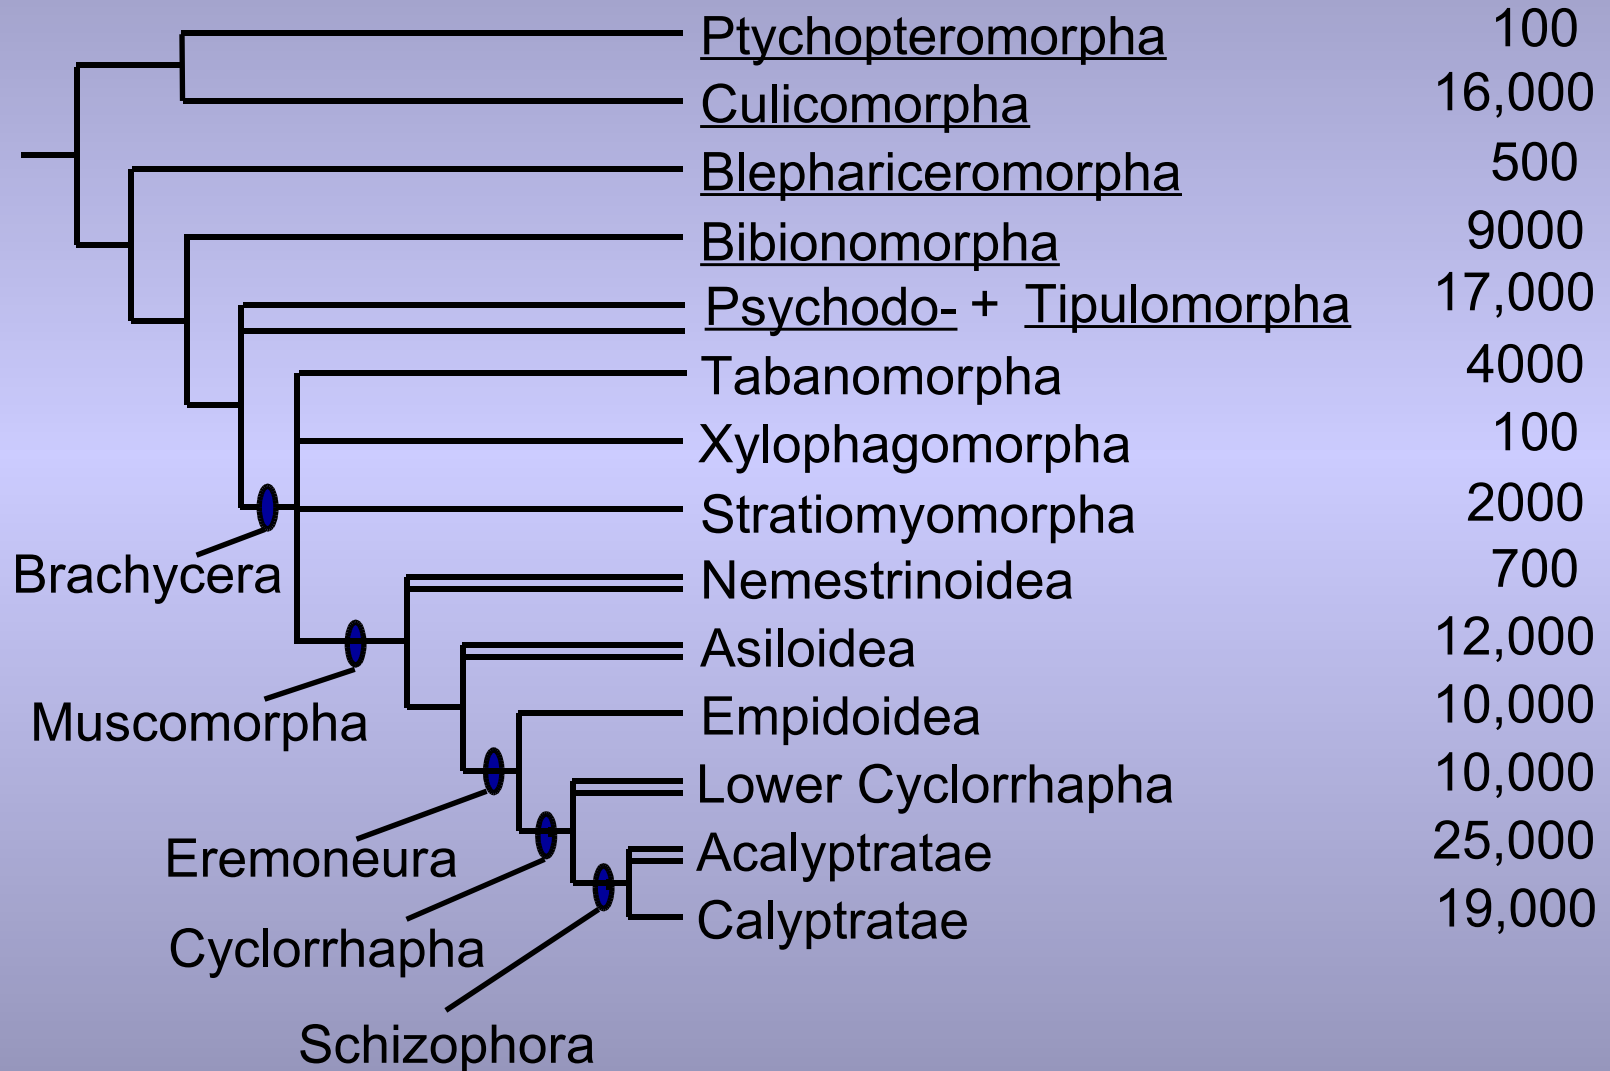 Ptychopteromorpha 100
Culicomorpha 16,000
Blephariceromorpha 500
Bibionomorpha 9000
Psychodo- + Tipulomorpha 17,000
Tabanomorpha 4000
Xylophagomorpha 100
Stratiomyomorpha 2000
Brachycera
Nemestrinoidea 700
Asiloidea 12,000
Muscomorpha
Empidoidea 10,000
Lower Cyclorrhapha 10,000
Eremoneura
Acalyptratae 25,000
Calyptratae 19,000
Cyclorrhapha
Schizophora